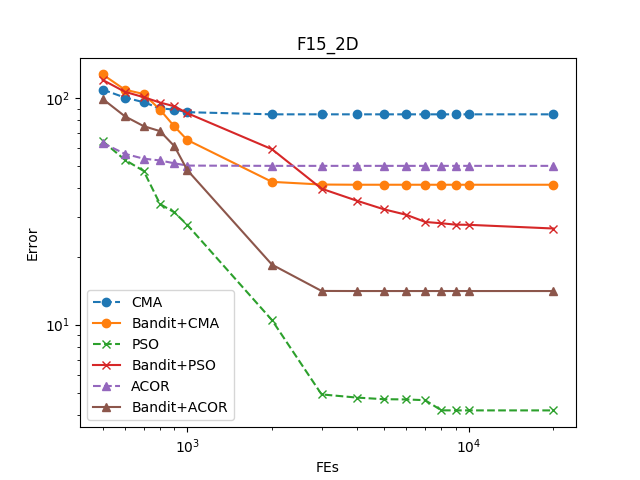 F15_2D
Error
10²
10¹
CMA
Bandit+CMA
PSO
Bandit+PSO
ACOR
Bandit+ACOR
10³
10⁴
FEs